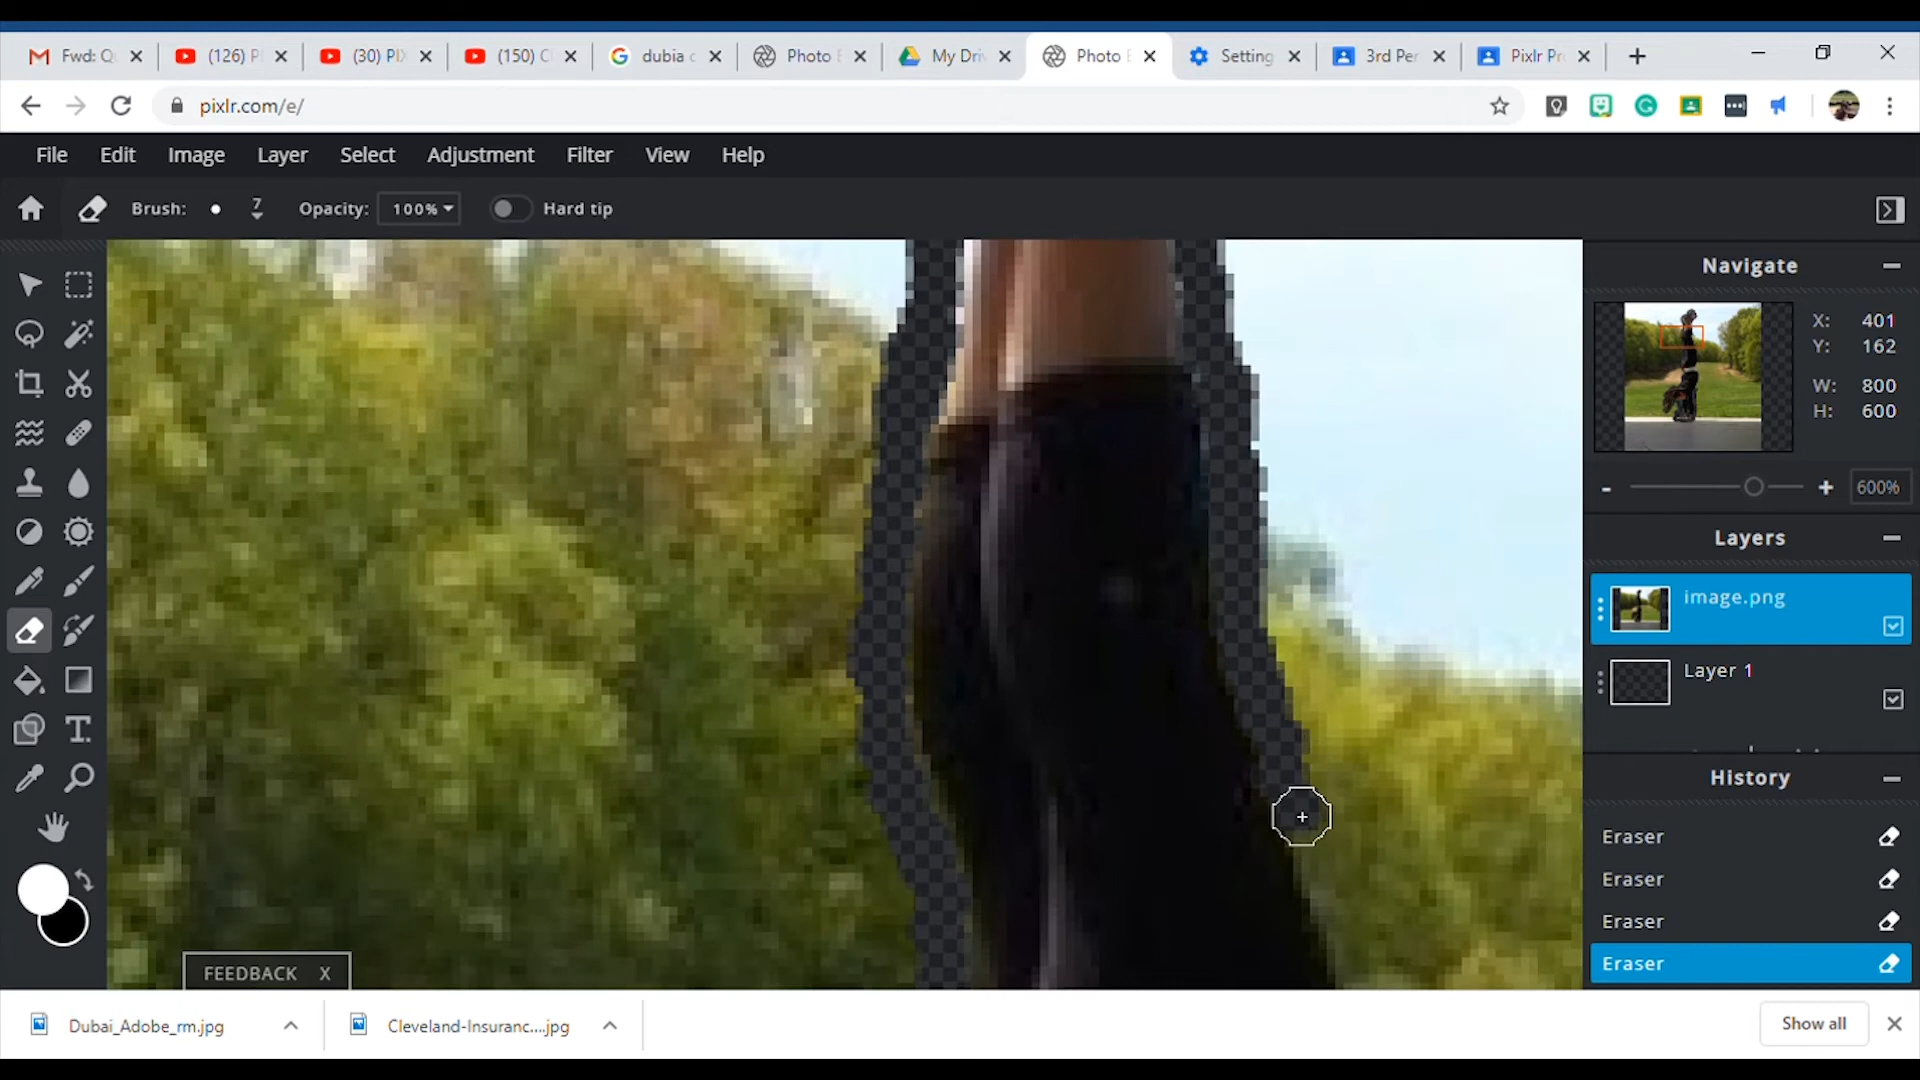 Fwd: Q
(126) P
(30) PIX
(150) C
dubia c
Photo E
My Driv
Photo E
Setting
3rd Per
Pixlr Pr
pixlr.com/e/
File Edit Image Layer Select Adjustment Filter View Help
Brush: 7 Opacity: 100% Hard tip
Navigate
X: 401
Y: 162
W: 800
H: 600
- + 600%
Layers
image.png
Layer 1
History
Eraser
Eraser
Eraser
Eraser
FEEDBACK X
Dubai_Adobe_rm.jpg
Cleveland-Insuranc....jpg
Show all